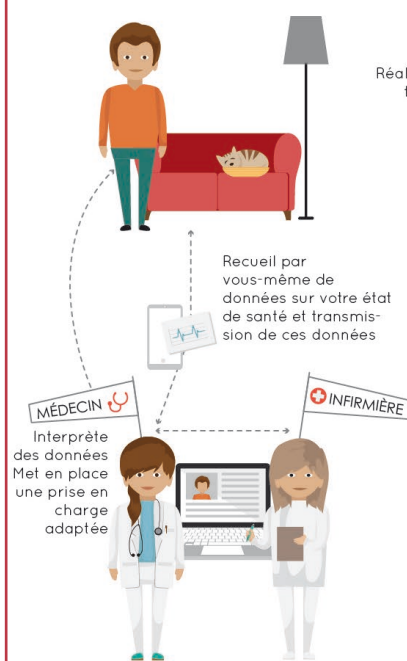 Réal
t
Recueil par
vous-même de
données sur votre état
de santé et transmis-
sion de ces données
MÉDECIN
INFIRMIÈRE
Interprète
des données
Met en place
une prise en
charge
adaptée